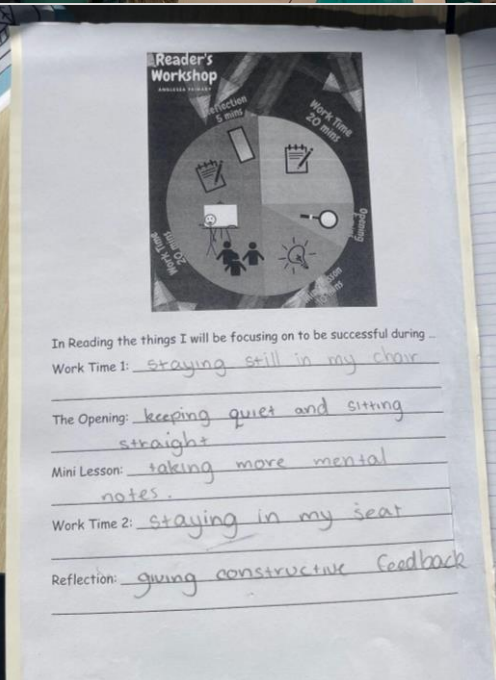 Reader's
Workshop
ANGLESEA PRIMARY
Reflection
5 mins
Work Time
20 mins
Opening
Work Time
20 mins
In Reading the things I will be focusing on to be successful during ...
Work Time 1: staying still in my chair
The Opening: keeping quiet and sitting
straight
Mini Lesson: taking more mental
notes.
Work Time 2: staying in my seat
Reflection: giving constructive feedback